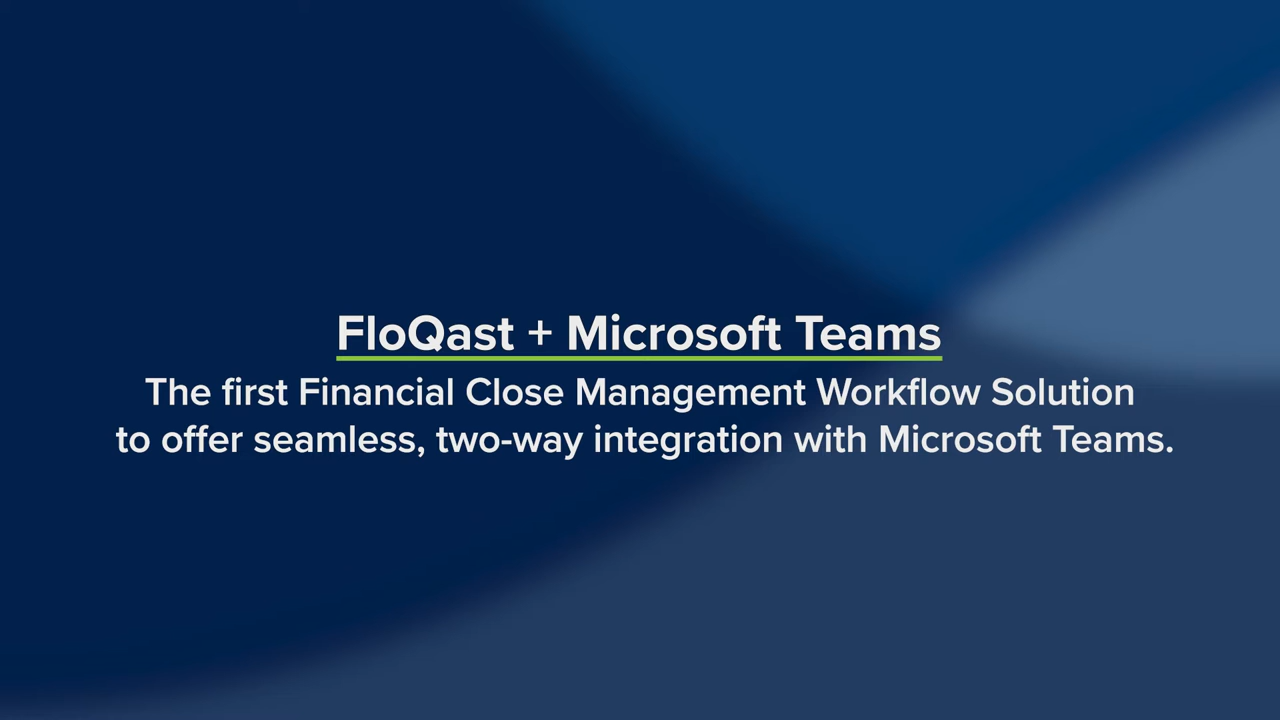 FloQast + Microsoft Teams
The first Financial Close Management Workflow Solution
to offer seamless, two-way integration with Microsoft Teams.